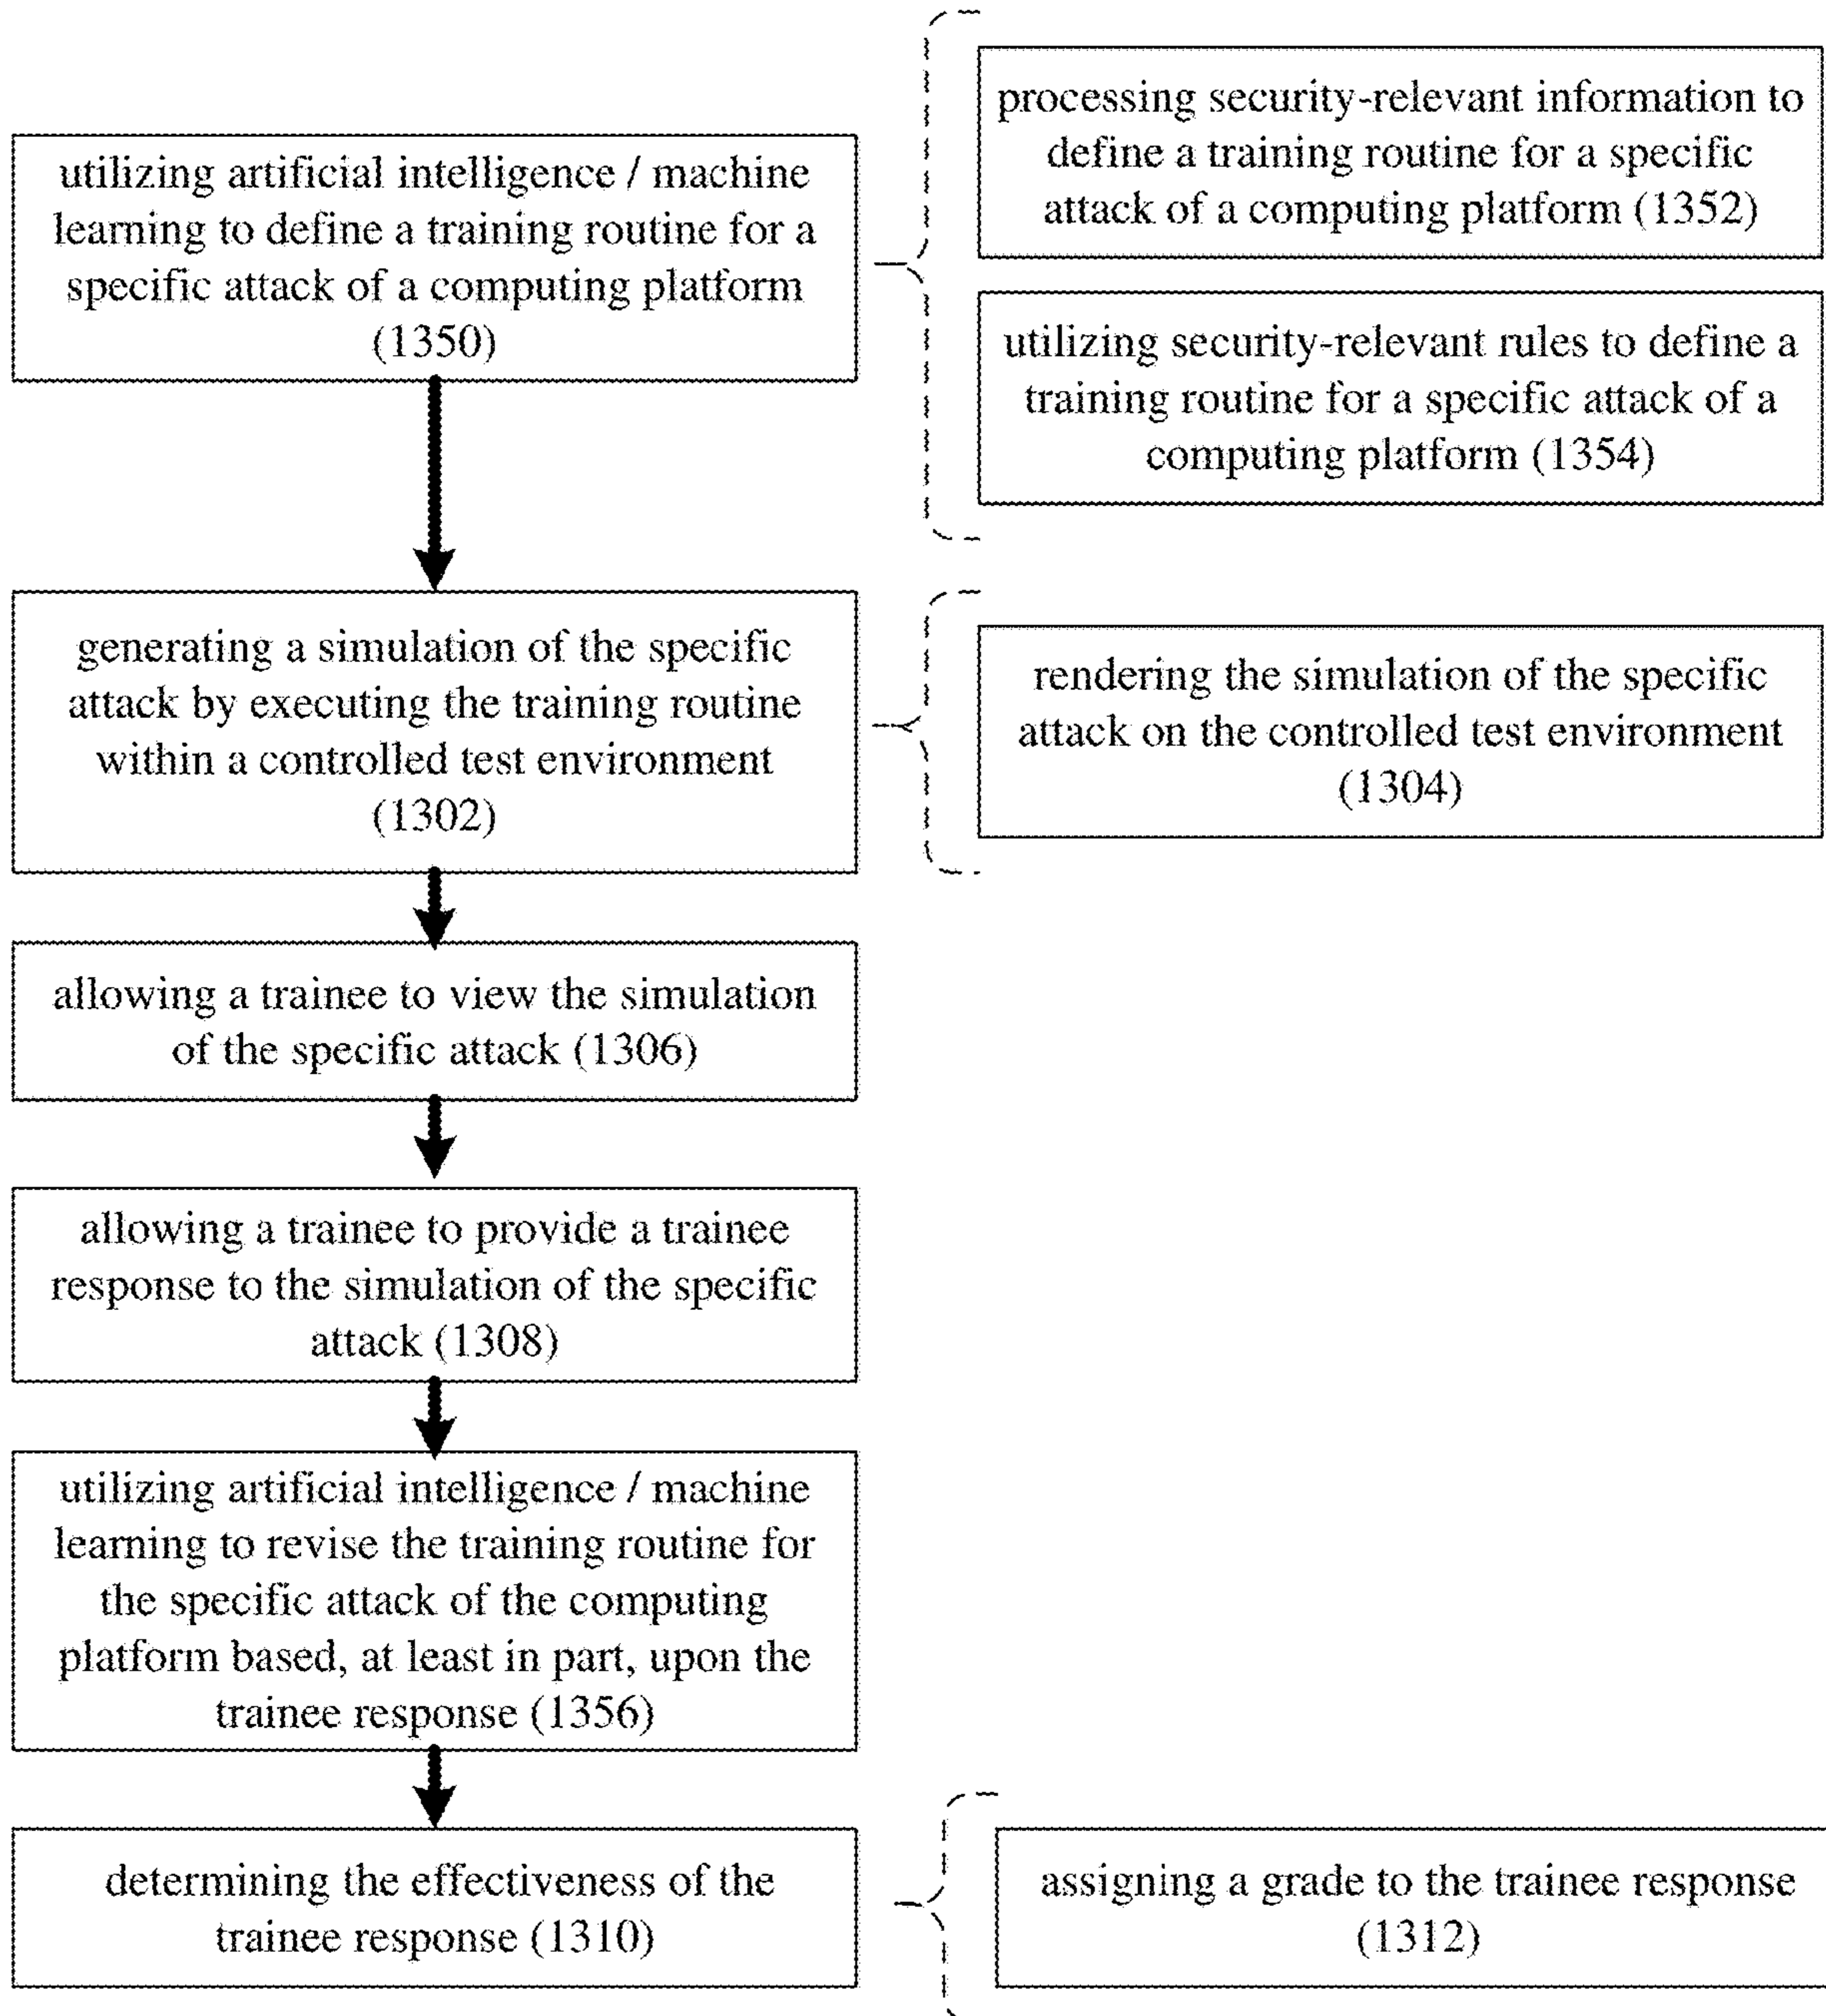 utilizing artificial intelligence / machine
learning to define a training routine for a
specific attack of a computing platform
(1350)
processing security-relevant information to
define a training routine for a specific
attack of a computing platform (1352)
utilizing security-relevant rules to define a
training routine for a specific attack of a
computing platform (1354)
generating a simulation of the specific
attack by executing the training routine
within a controlled test environment
(1302)
rendering the simulation of the specific
attack on the controlled test environment
(1304)
allowing a trainee to view the simulation
of the specific attack (1306)
allowing a trainee to provide a trainee
response to the simulation of the specific
attack (1308)
utilizing artificial intelligence / machine
learning to revise the training routine for
the specific attack of the computing
platform based, at least in part, upon the
trainee response (1356)
determining the effectiveness of the
trainee response (1310)
assigning a grade to the trainee response
(1312)